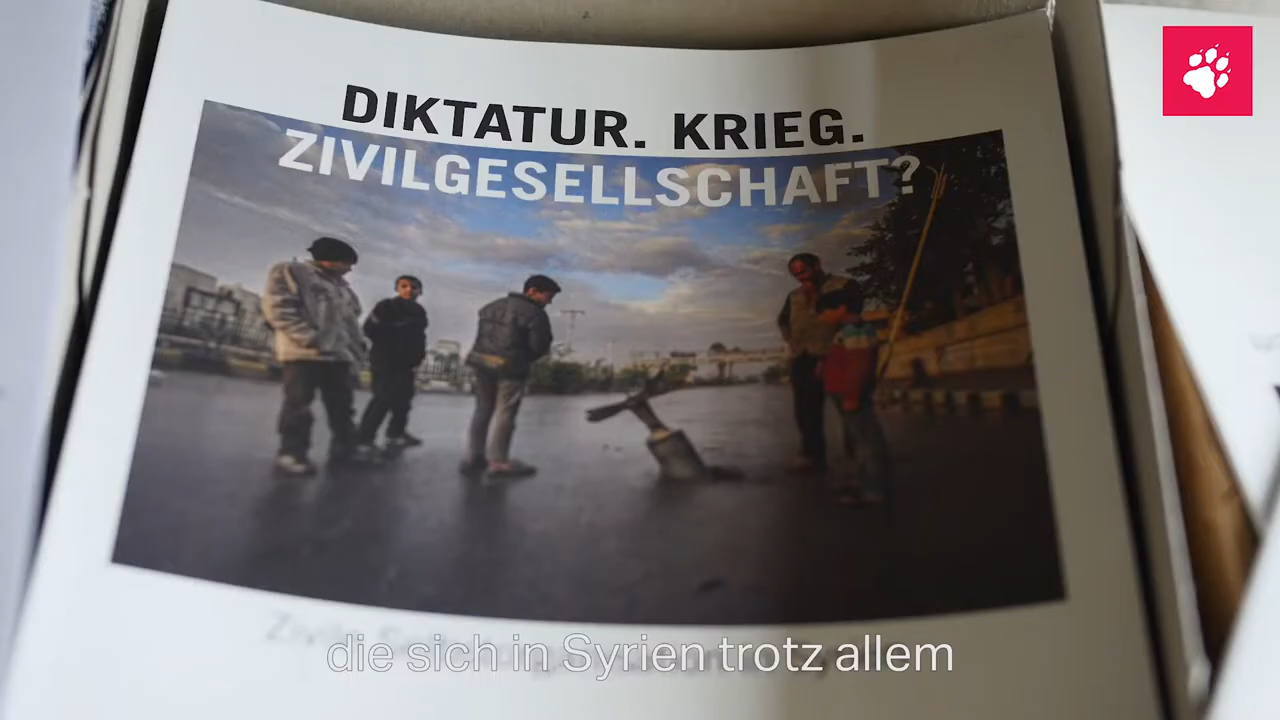 DIKTATUR. KRIEG.
ZIVILGESELLSCHAFT?
die sich in Syrien trotz allem